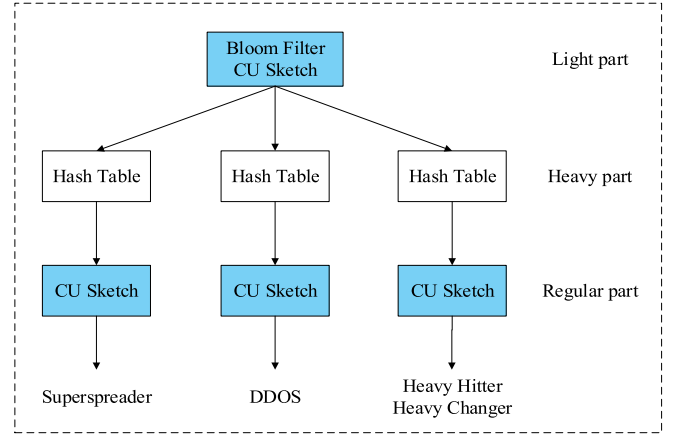 Bloom Filter
CU Sketch
Light part
Hash Table
Hash Table
Hash Table
Heavy part
CU Sketch
CU Sketch
CU Sketch
Regular part
Superspreader
DDOS
Heavy Hitter
Heavy Changer